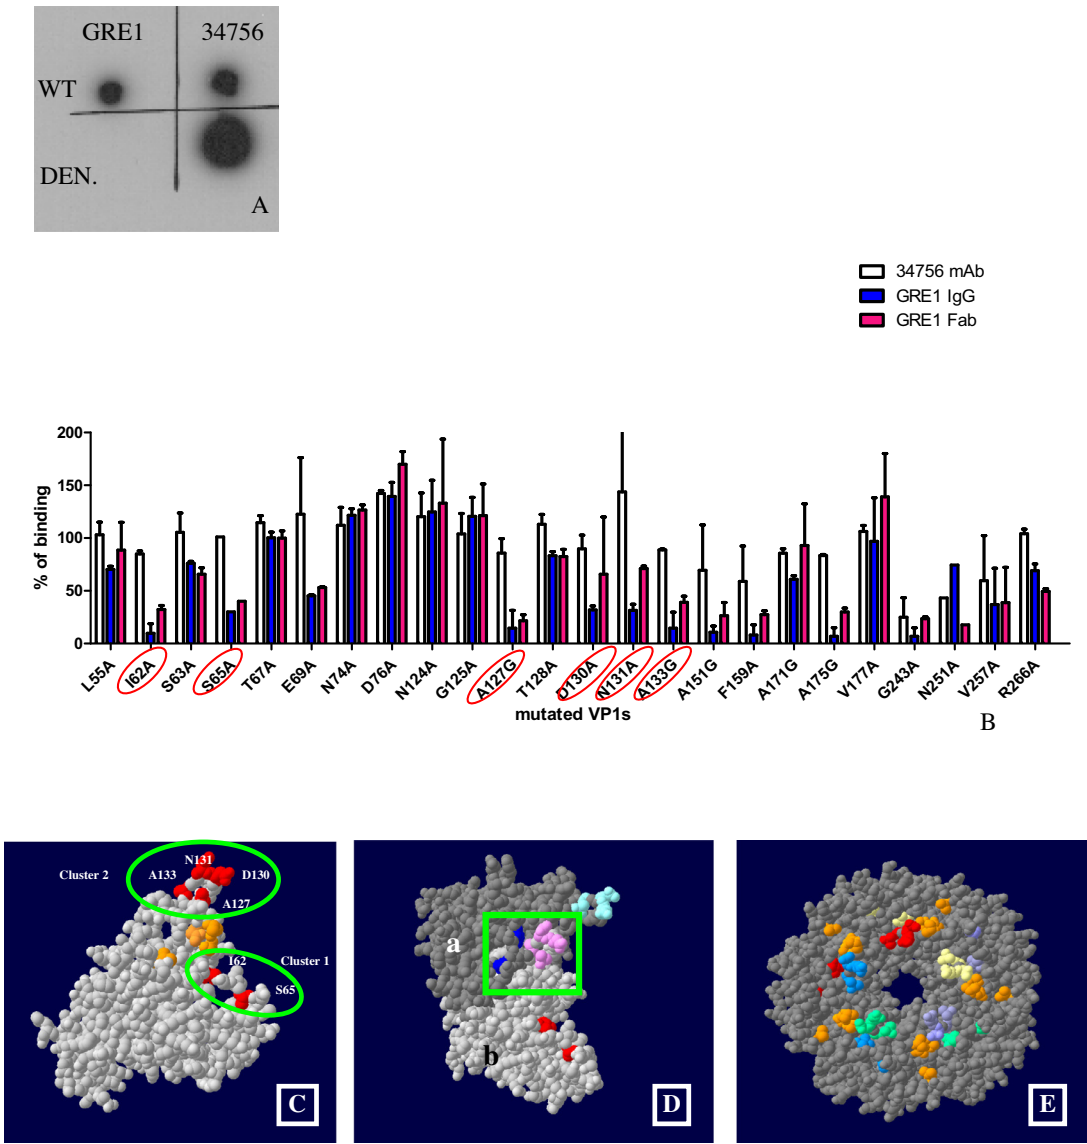 GRE1 34756
WT
DEN.
A
34756 mAb
GRE1 IgG
GRE1 Fab
% of binding
200
150
100
50
0
L55A I62A S63A S65A T67A E69A N74A D76A N124A G125A A127G T128A D130A N131A A133G A151G F159A A171G A175G V177A G243A N251A V257A R266A
mutated VP1s
B
N131
Cluster 2 A133 D130
A127
I62 Cluster 1
S65
C
a
b
D
E